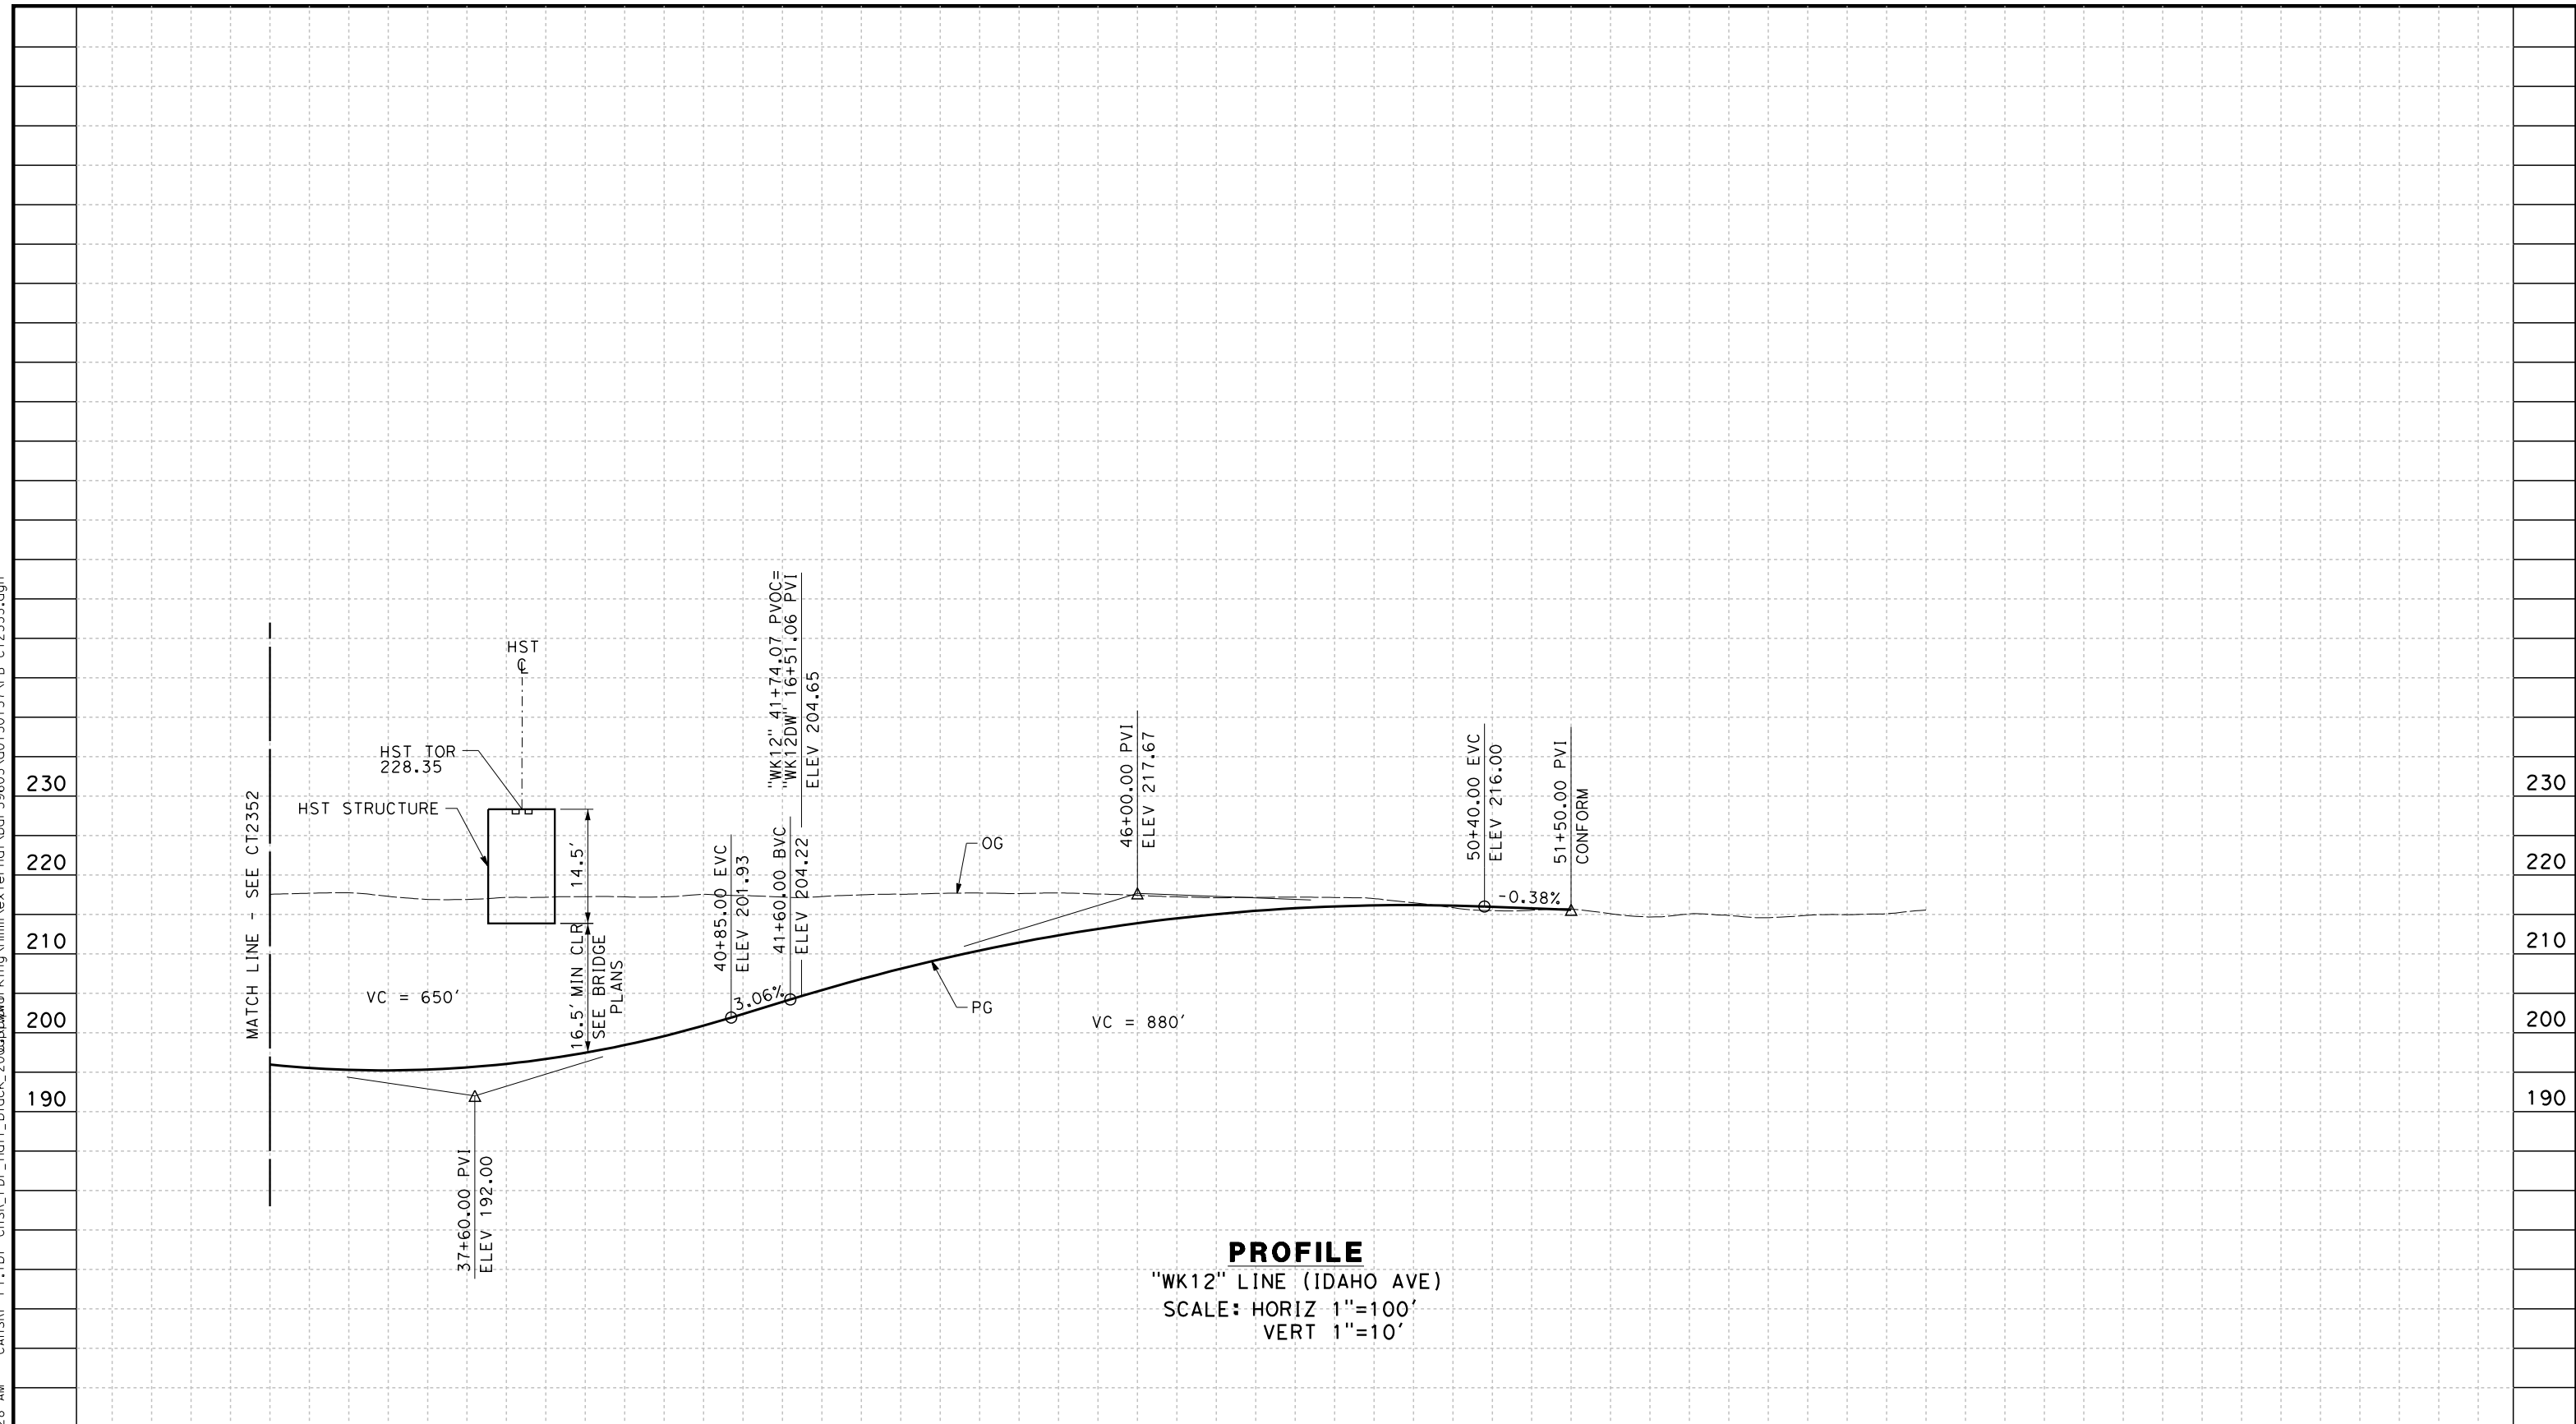 HST
CL
HST TOR
228.35
HST STRUCTURE
MATCH LINE - SEE CT2352
14.5'
16.5' MIN CLR
SEE BRIDGE
PLANS
VC = 650'
37+60.00 PVI
ELEV 192.00
40+85.00 EVC
ELEV 201.93
3.06%
41+60.00 BVC
ELEV 204.22
"WK12" 41+74.07 PVOC=
"WK12DW" 16+51.06 PVI
ELEV 204.65
OG
PG
VC = 880'
46+00.00 PVI
ELEV 217.67
50+40.00 EVC
ELEV 216.00
-0.38%
51+50.00 PVI
CONFORM
230
220
210
200
190
230
220
210
200
190
PROFILE
"WK12" LINE (IDAHO AVE)
SCALE: HORIZ 1"=100'
VERT 1"=10'